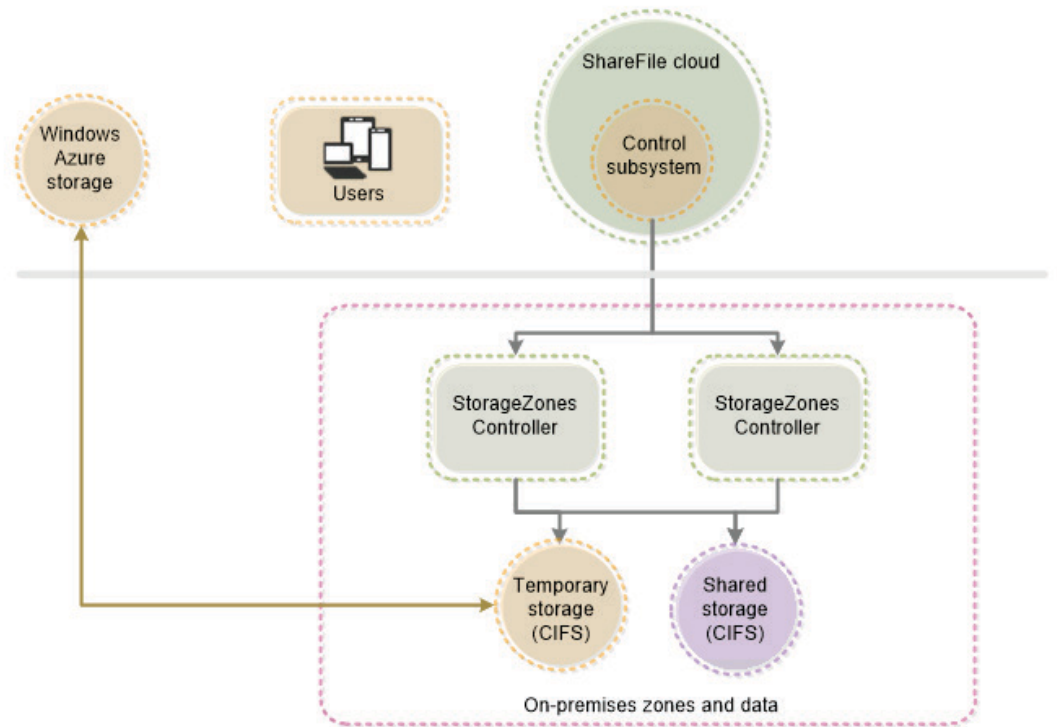 ShareFile cloud
Windows
Azure
storage
Users
Control
subsystem
StorageZones
Controller
StorageZones
Controller
Temporary
storage
(CIFS)
Shared
storage
(CIFS)
On-premises zones and data